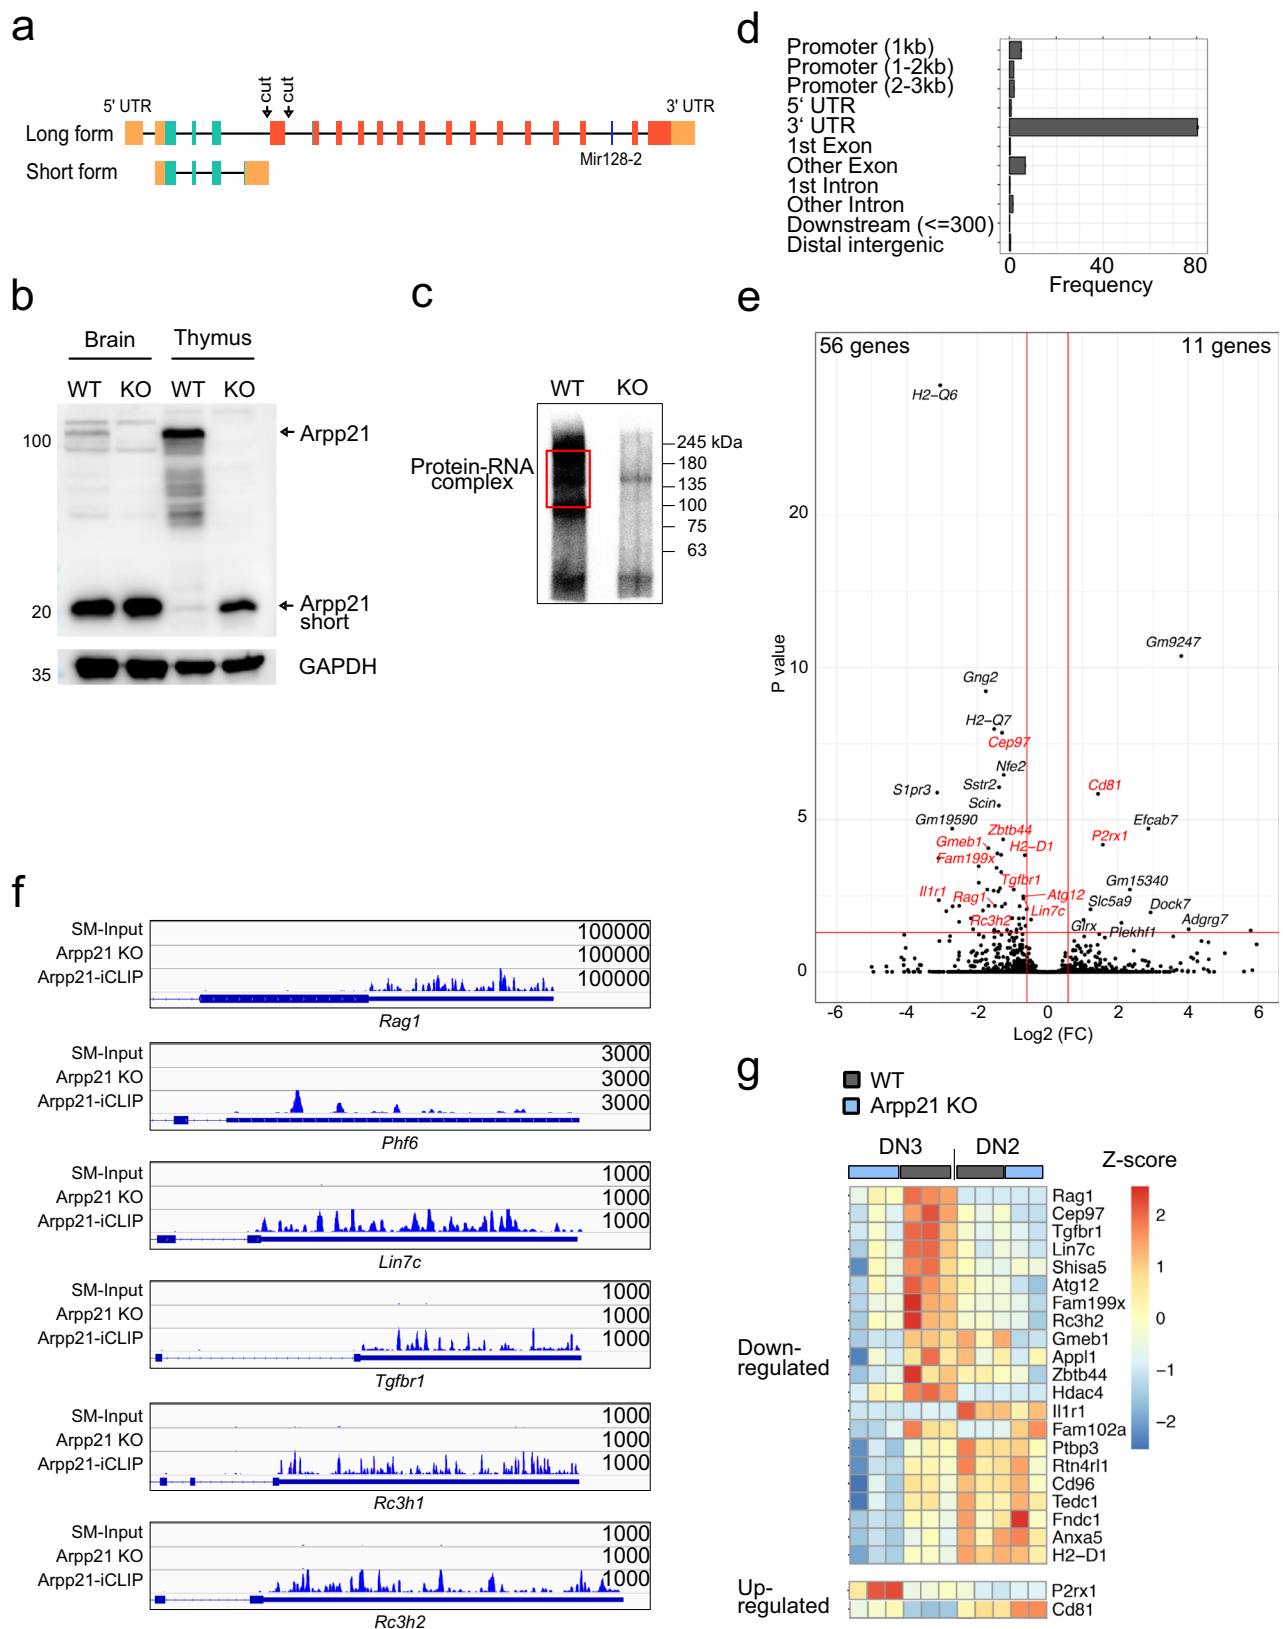 a
cut
cut
5' UTR
3' UTR
Long form
Mir128-2
Short form
b
Brain
Thymus
WT
KO
WT
KO
100
Arpp21
20
Arpp21
short
35
GAPDH
c
WT
KO
Protein-RNA
complex
245 kDa
180
135
100
75
63
d
Promoter (1kb)
Promoter (1-2kb)
Promoter (2-3kb)
5‘ UTR
3‘ UTR
1st Exon
Other Exon
1st Intron
Other Intron
Downstream (<=300)
Distal intergenic
0
40
80
Frequency
e
56 genes
11 genes
H2−Q6
20
Gm9247
10
P value
Gng2
H2−Q7
Cep97
Nfe2
S1pr3
Sstr2
Cd81
Scin
5
Gm19590
Efcab7
Zbtb44
P2rx1
Gmeb1
H2−D1
Fam199x
Tgfbr1
Gm15340
Il1r1
Rag1
Atg12
Slc5a9
Dock7
Lin7c
Rc3h2
Glrx
Plekhf1
Adgrg7
0
-6
-4
-2
0
2
4
6
Log2 (FC)
f
SM-Input
100000
Arpp21 KO
100000
Arpp21-iCLIP
100000
Rag1
SM-Input
3000
Arpp21 KO
3000
Arpp21-iCLIP
3000
Phf6
SM-Input
1000
Arpp21 KO
1000
Arpp21-iCLIP
1000
Lin7c
SM-Input
1000
Arpp21 KO
1000
Arpp21-iCLIP
1000
Tgfbr1
SM-Input
1000
Arpp21 KO
1000
Arpp21-iCLIP
1000
Rc3h1
SM-Input
1000
Arpp21 KO
1000
Arpp21-iCLIP
1000
Rc3h2
g
WT
Arpp21 KO
DN3
DN2
Z-score
2
1
0
−1
−2
Down-
regulated
Rag1
Cep97
Tgfbr1
Lin7c
Shisa5
Atg12
Fam199x
Rc3h2
Gmeb1
Appl1
Zbtb44
Hdac4
Il1r1
Fam102a
Ptbp3
Rtn4rl1
Cd96
Tedc1
Fndc1
Anxa5
H2−D1
Up-
regulated
P2rx1
Cd81